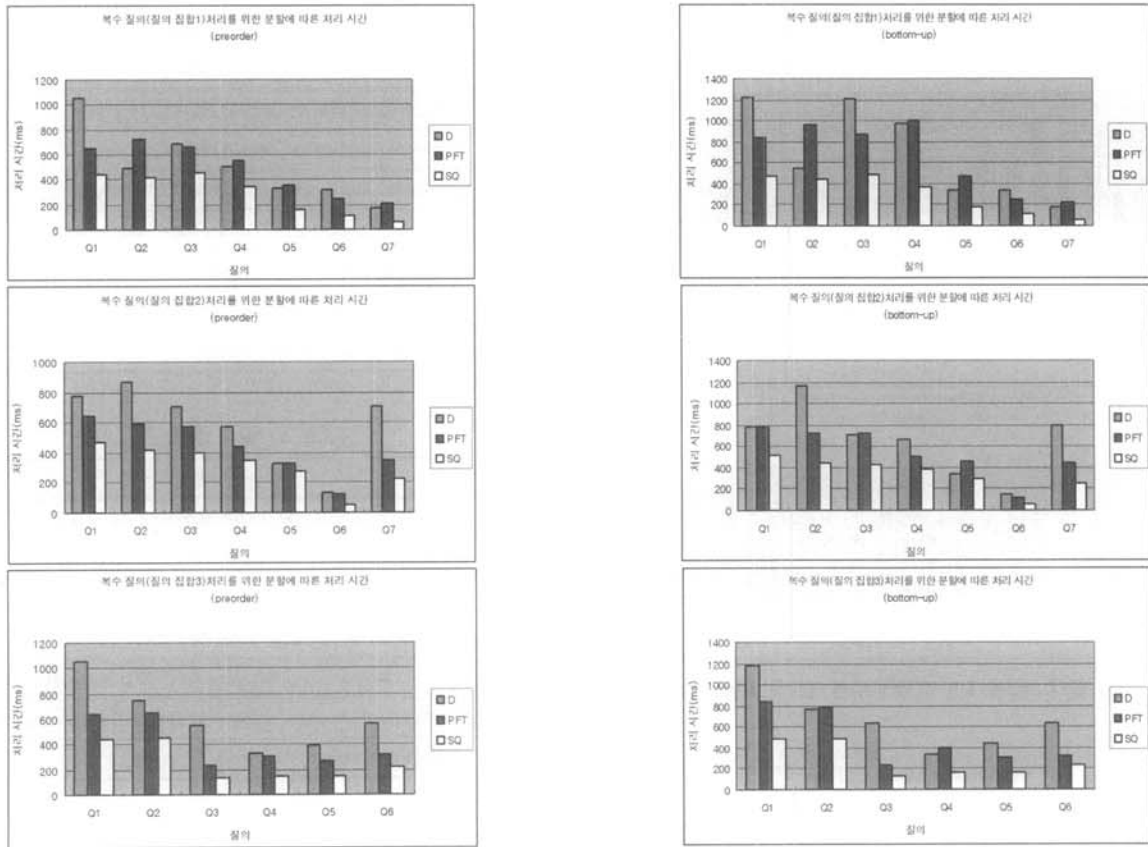 복수 질의(질의 집합1)처리를 위한 분할에 따른 처리 시간
(preorder)
처리 시간(ms)
1200
1000
800
600
400
200
0
Q1 Q2 Q3 Q4 Q5 Q6 Q7
질의
D
PFT
SQ
복수 질의(질의 집합1)처리를 위한 분할에 따른 처리 시간
(bottom-up)
처리 시간(ms)
1400
1200
1000
800
600
400
200
0
Q1 Q2 Q3 Q4 Q5 Q6 Q7
질의
D
PFT
SQ
복수 질의(질의 집합2)처리를 위한 분할에 따른 처리 시간
(preorder)
처리 시간(ms)
1000
800
600
400
200
0
Q1 Q2 Q3 Q4 Q5 Q6 Q7
질의
D
PFT
SQ
복수 질의(질의 집합2)처리를 위한 분할에 따른 처리 시간
(bottom-up)
처리 시간(ms)
1400
1200
1000
800
600
400
200
0
Q1 Q2 Q3 Q4 Q5 Q6 Q7
질의
D
PFT
SQ
복수 질의(질의 집합3)처리를 위한 분할에 따른 처리 시간
(preorder)
처리 시간(ms)
1200
1000
800
600
400
200
0
Q1 Q2 Q3 Q4 Q5 Q6
질의
D
PFT
SQ
복수 질의(질의 집합3)처리를 위한 분할에 따른 처리 시간
(bottom-up)
처리 시간(ms)
1400
1200
1000
800
600
400
200
0
Q1 Q2 Q3 Q4 Q5 Q6
질의
D
PFT
SQ